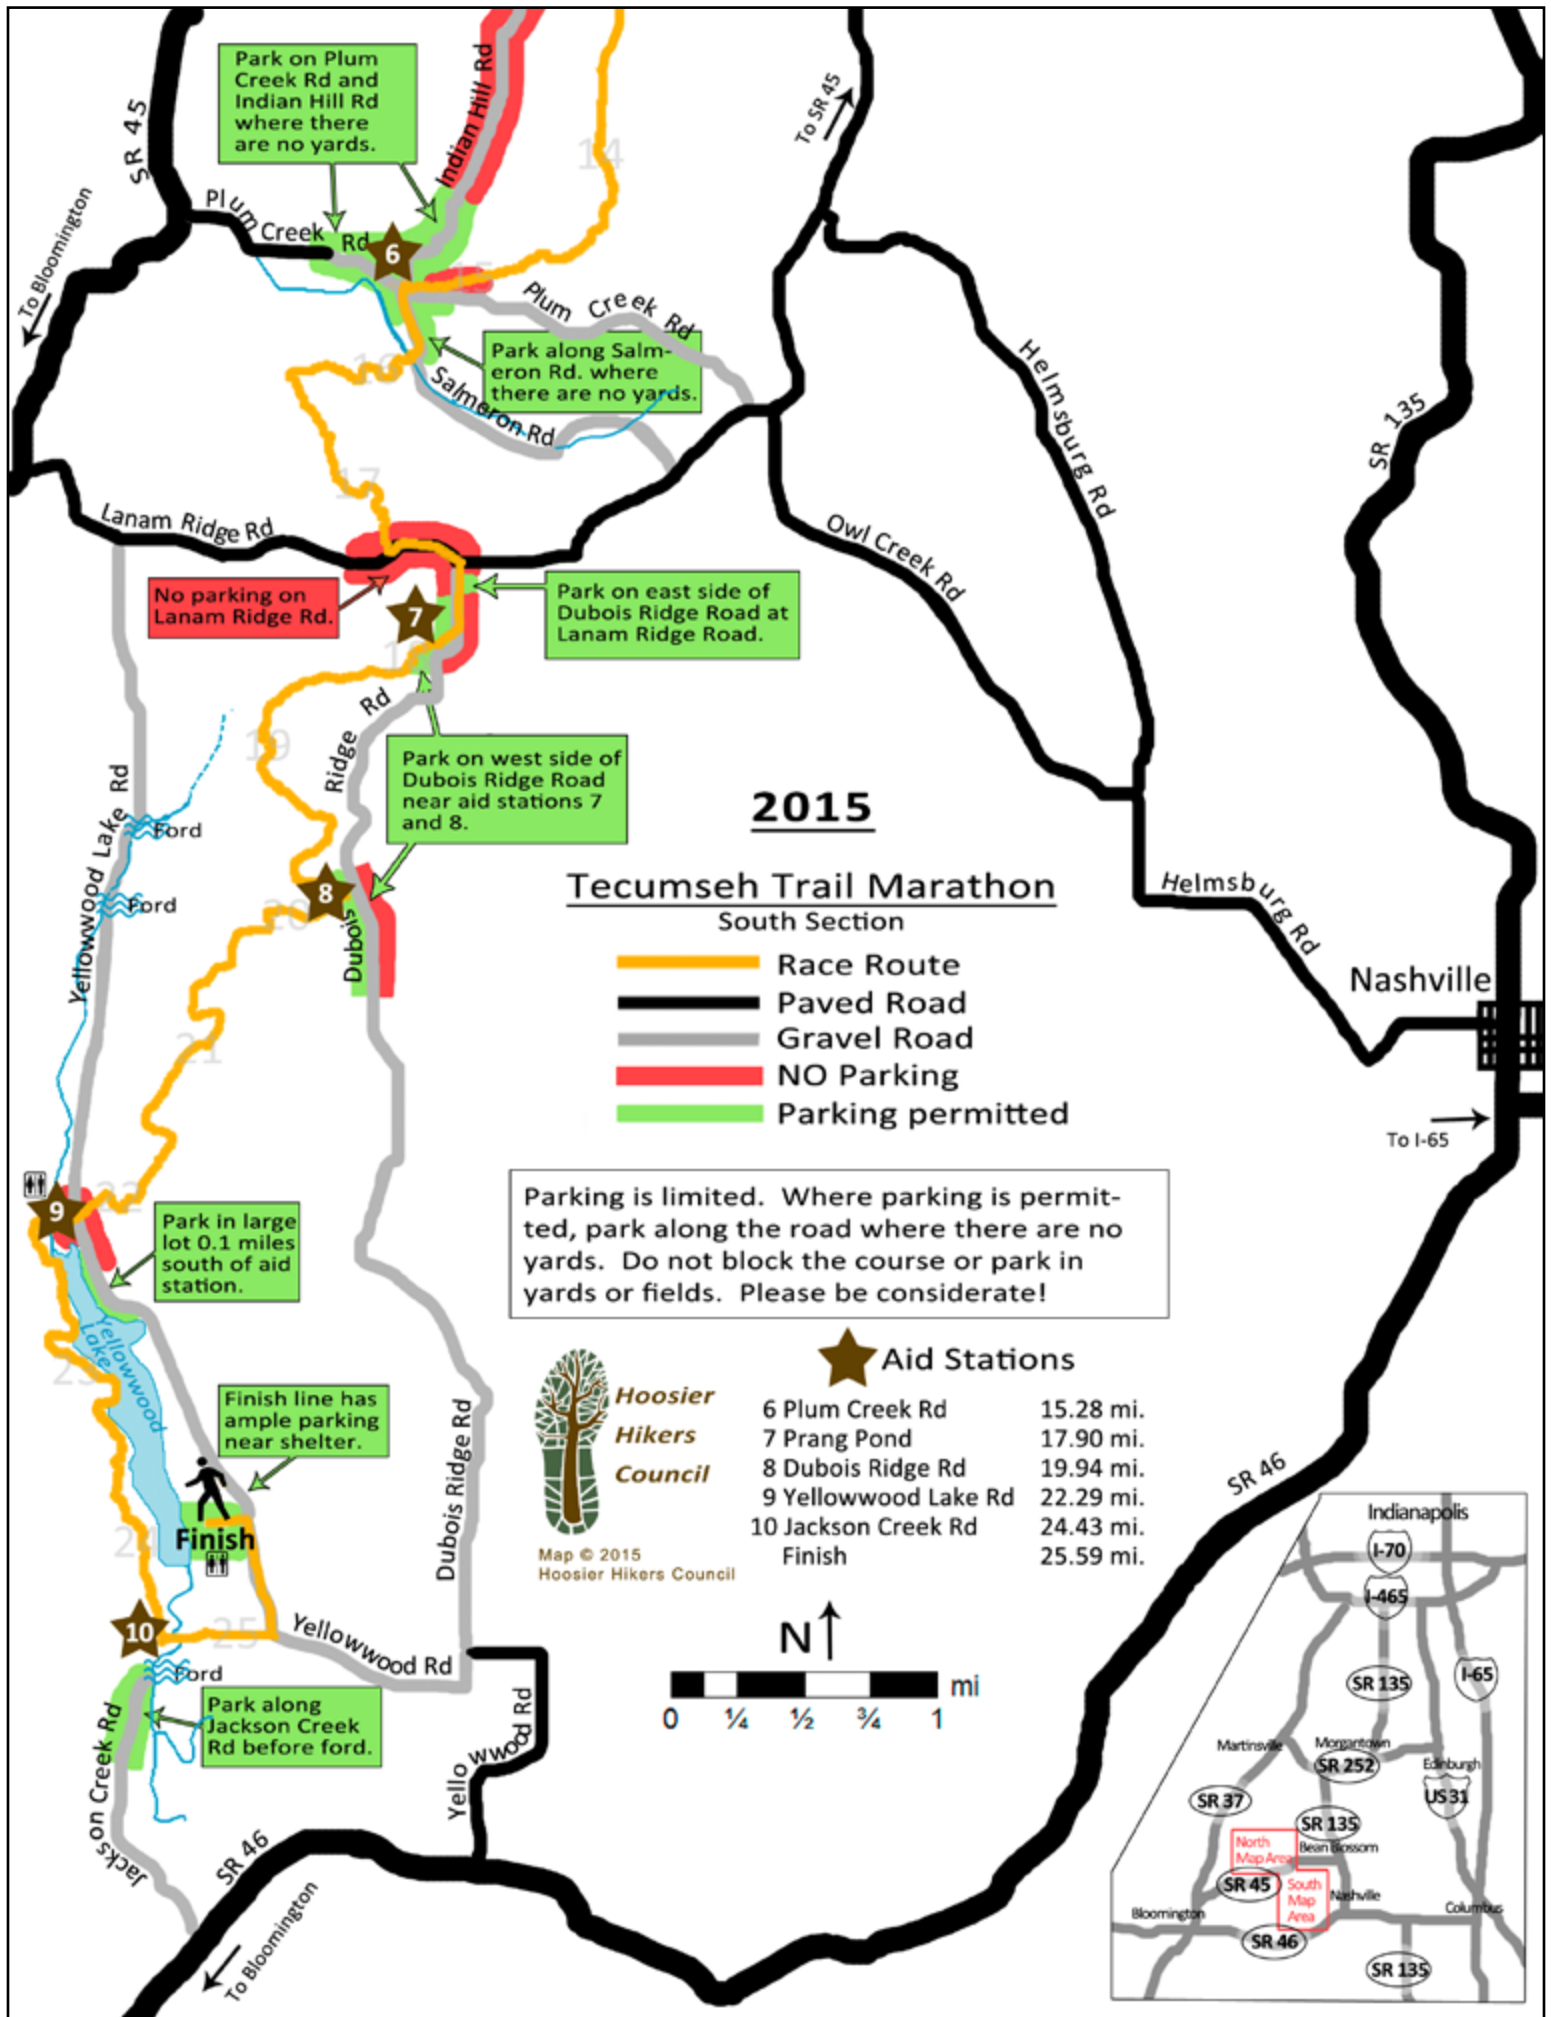 SR 45
Park on Plum
Creek Rd and
Indian Hill Rd
where there
are no yards.
Indian Hill Rd
14
To SR 45
To Bloomington
Plum Creek Rd
6
15
Plum Creek Rd
Park along Salm-
eron Rd. where
there are no yards.
16
Salmeron Rd
Helmsburg Rd
SR 135
17
Lanam Ridge Rd
Owl Creek Rd
No parking on
Lanam Ridge Rd.
7
Park on east side of
Dubois Ridge Road at
Lanam Ridge Road.
19
Dubois Ridge Rd
Park on west side of
Dubois Ridge Road
near aid stations 7
and 8.
Yellowwood Lake Rd
Ford
Ford
8
20
21
2015
Tecumseh Trail Marathon
South Section
Race Route
Paved Road
Gravel Road
NO Parking
Parking permitted
Helmsburg Rd
Nashville
To I-65
9
22
Park in large
lot 0.1 miles
south of aid
station.
Parking is limited. Where parking is permit-
ted, park along the road where there are no
yards. Do not block the course or park in
yards or fields. Please be considerate!
Yellowwood
Lake
23
Finish line has
ample parking
near shelter.
Hoosier
Hikers
Council
Map © 2015
Hoosier Hikers Council
Aid Stations
6 Plum Creek Rd 15.28 mi.
7 Prang Pond 17.90 mi.
8 Dubois Ridge Rd 19.94 mi.
9 Yellowwood Lake Rd 22.29 mi.
10 Jackson Creek Rd 24.43 mi.
Finish 25.59 mi.
24
Finish
Dubois Ridge Rd
10
25
Yellowwood Rd
Ford
Park along
Jackson Creek
Rd before ford.
Jackson Creek Rd
Yellowwood Rd
N
mi
0 ¼ ½ ¾ 1
SR 46
SR 46
To Bloomington
Indianapolis
I-70
I-465
SR 135
I-65
Martinsville
Morgantown
SR 252
Edinburgh
SR 37
US 31
SR 135
North
Map Area
Bean Blossom
SR 45
South
Map
Area
Nashville
Bloomington
Columbus
SR 46
SR 135